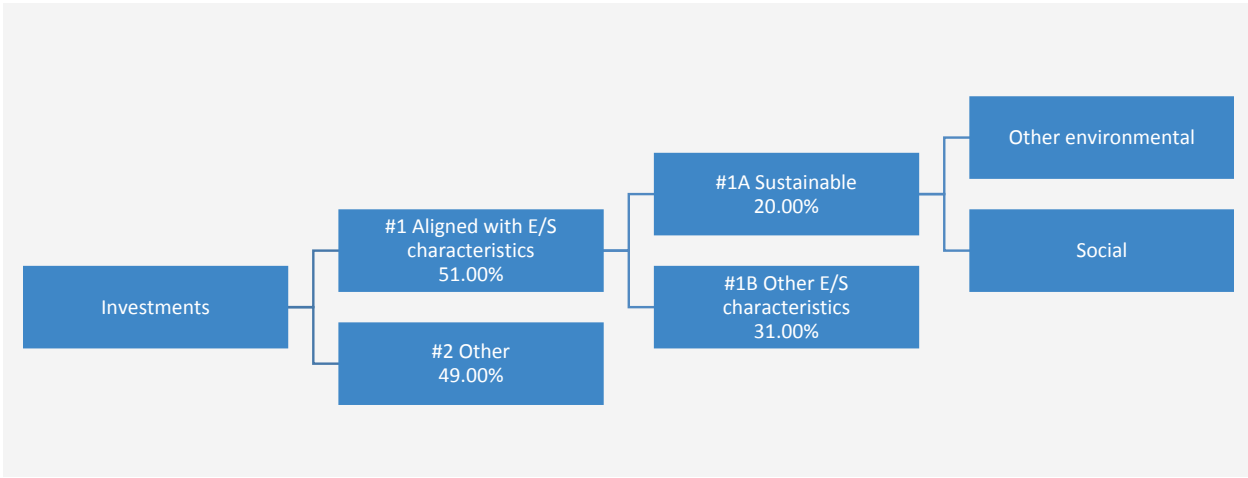 Investments
#1 Aligned with E/S
characteristics
51.00%
#2 Other
49.00%
#1A Sustainable
20.00%
#1B Other E/S
characteristics
31.00%
Other environmental
Social